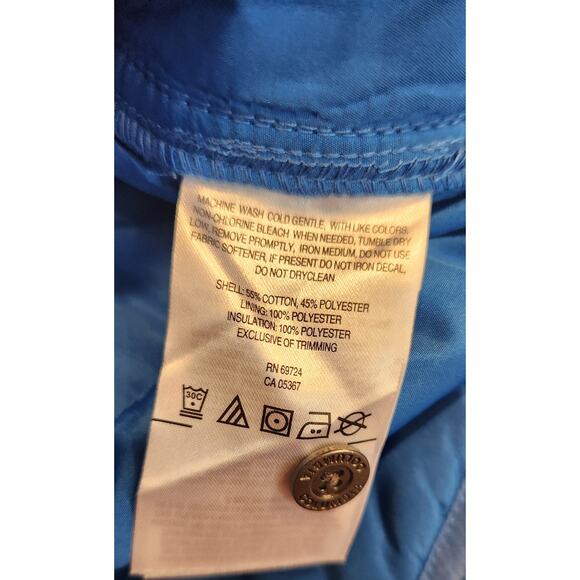 MACHINE WASH COLD GENTLE, WITH LIKE COLORS,
NON-CHLORINE BLEACH WHEN NEEDED, TUMBLE DRY
LOW, REMOVE PROMPTLY, IRON MEDIUM, DO NOT USE
FABRIC SOFTENER, IF PRESENT DO NOT IRON DECAL,
DO NOT DRYCLEAN
SHELL: 55% COTTON, 45% POLYESTER
LINING: 100% POLYESTER
INSULATION: 100% POLYESTER
EXCLUSIVE OF TRIMMING
RN 69724
CA 05367
30C
COLUMBIA
COLUMBIA